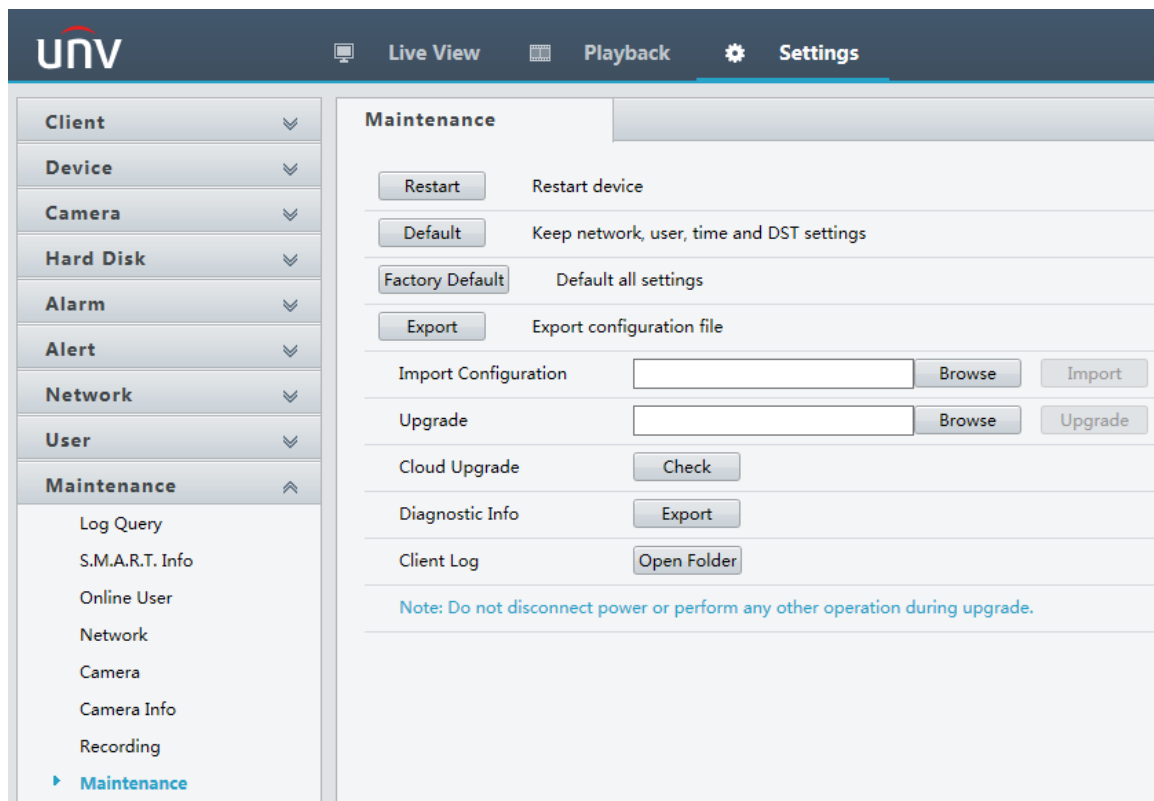 unv
Live View
Playback
Settings
Client
Device
Camera
Hard Disk
Alarm
Alert
Network
User
Maintenance
Log Query
S.M.A.R.T. Info
Online User
Network
Camera
Camera Info
Recording
Maintenance
Maintenance
Restart Restart device
Default Keep network, user, time and DST settings
Factory Default Default all settings
Export Export configuration file
Import Configuration Browse Import
Upgrade Browse Upgrade
Cloud Upgrade Check
Diagnostic Info Export
Client Log Open Folder
Note: Do not disconnect power or perform any other operation during upgrade.